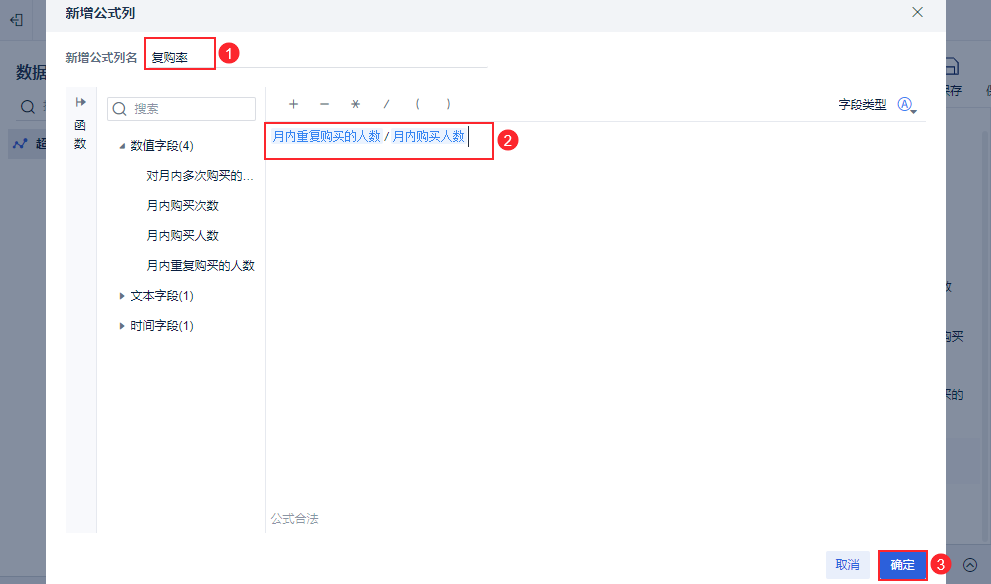 新增公式列
新增公式列名 复购率 1
数据
保存
超
函数
搜索
+ − * / ( )
字段类型 A
月内重复购买的人数 / 月内购买人数 2
数值字段(4)
对月内多次购买的...
月内购买次数
月内购买人数
月内重复购买的人数
文本字段(1)
时间字段(1)
数
购买
买的
公式合法
取消
确定 3